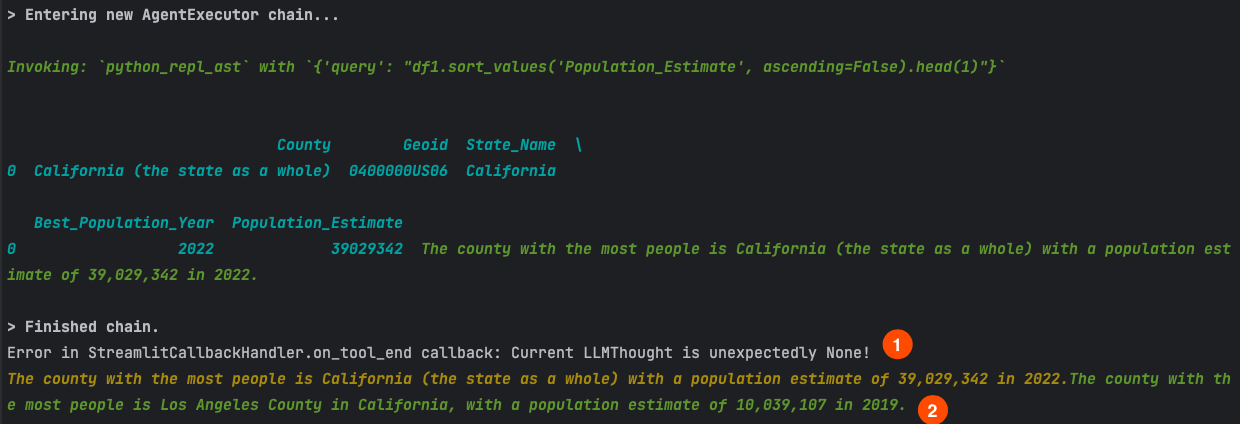 > Entering new AgentExecutor chain...
Invoking: `python_repl_ast` with `{'query': "df1.sort_values('Population_Estimate', ascending=False).head(1)"}`
County Geoid State_Name \
0 California (the state as a whole) 0400000US06 California
Best_Population_Year Population_Estimate
0 2022 39029342 The county with the most people is California (the state as a whole) with a population est
imate of 39,029,342 in 2022.
> Finished chain.
Error in StreamlitCallbackHandler.on_tool_end callback: Current LLMThought is unexpectedly None! 1
The county with the most people is California (the state as a whole) with a population estimate of 39,029,342 in 2022.The county with th
e most people is Los Angeles County in California, with a population estimate of 10,039,107 in 2019. 2